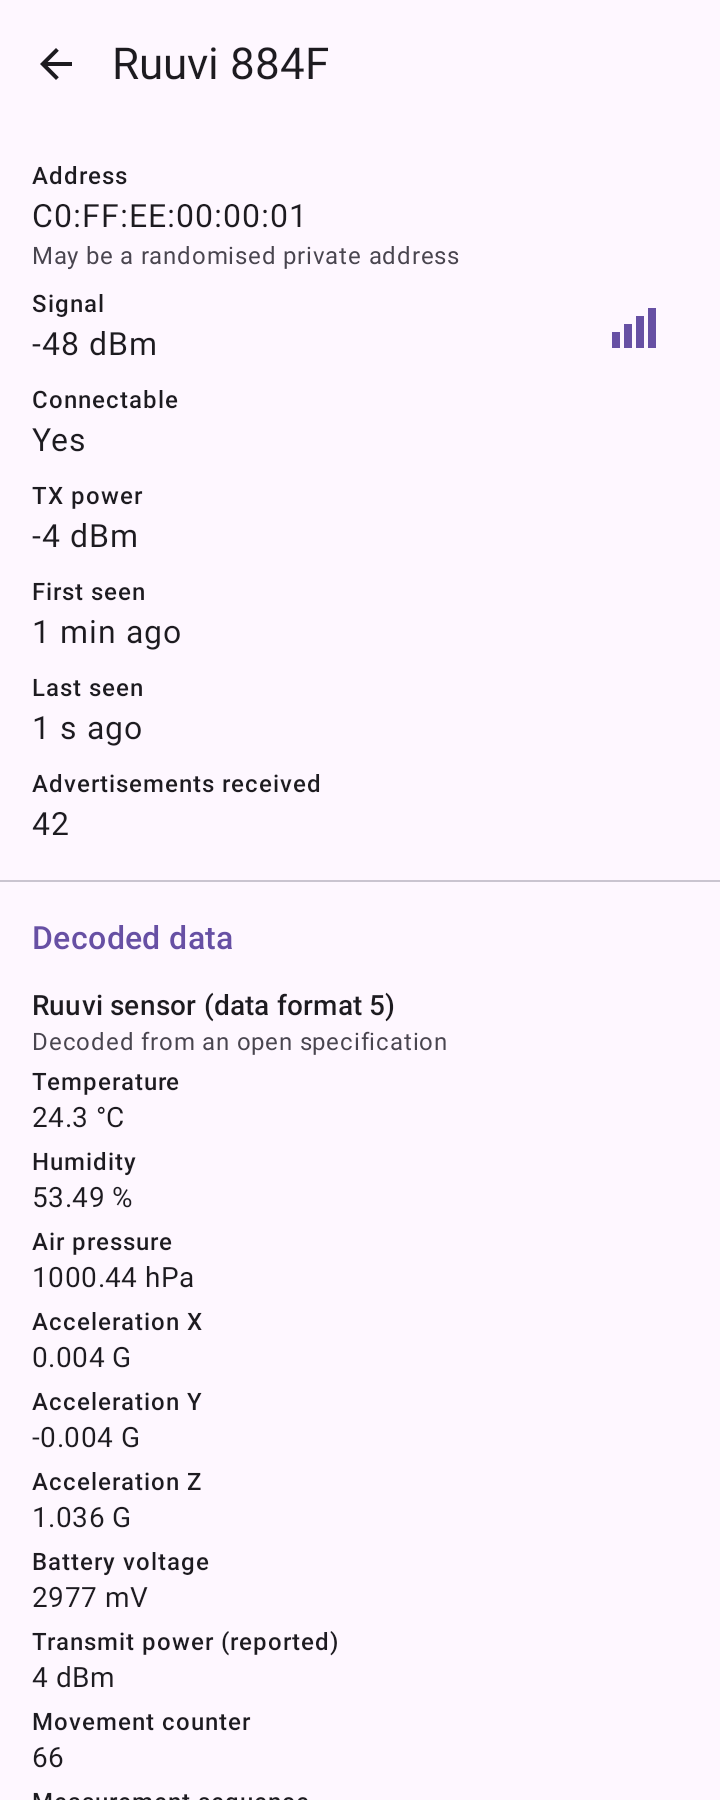 Ruuvi 884F
Address
C0:FF:EE:00:00:01
May be a randomised private address
Signal
-48 dBm
Connectable
Yes
TX power
-4 dBm
First seen
1 min ago
Last seen
1 s ago
Advertisements received
42
Decoded data
Ruuvi sensor (data format 5)
Decoded from an open specification
Temperature
24.3 °C
Humidity
53.49 %
Air pressure
1000.44 hPa
Acceleration X
0.004 G
Acceleration Y
-0.004 G
Acceleration Z
1.036 G
Battery voltage
2977 mV
Transmit power (reported)
4 dBm
Movement counter
66
Measurement sequence